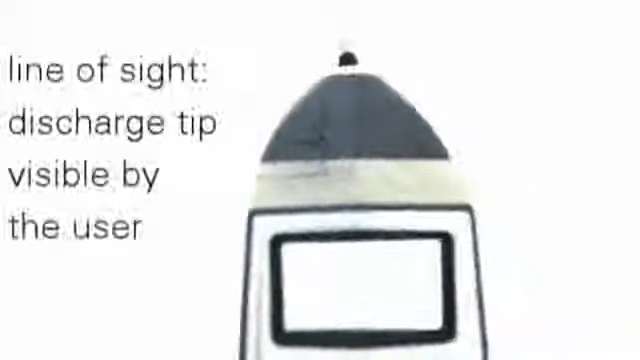 line of sight:
discharge tip
visible by
the user